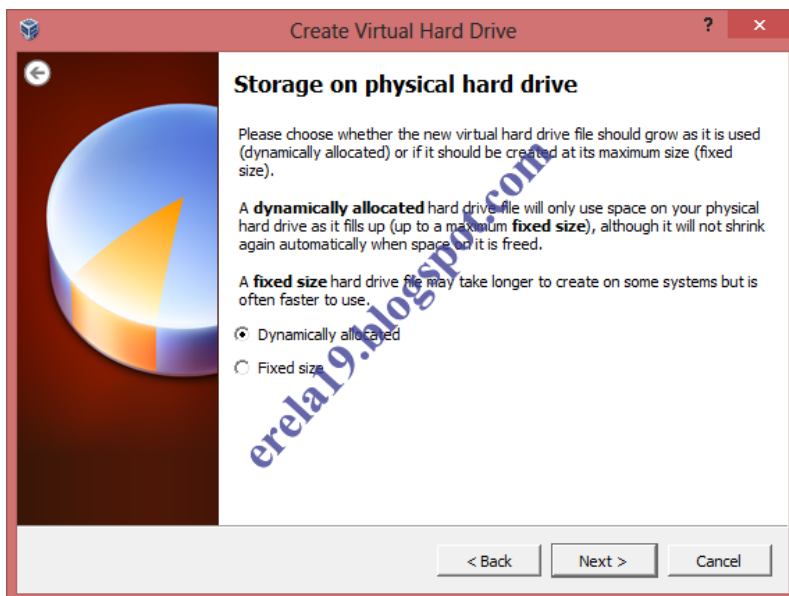 Create Virtual Hard Drive
?
×
Storage on physical hard drive
Please choose whether the new virtual hard drive file should grow as it is used
(dynamically allocated) or if it should be created at its maximum size (fixed
size).
A dynamically allocated hard drive file will only use space on your physical
hard drive as it fills up (up to a maximum fixed size), although it will not shrink
again automatically when space on it is freed.
A fixed size hard drive file may take longer to create on some systems but is
often faster to use.
Dynamically allocated
Fixed size
erela19.blogspot.com
< Back
Next >
Cancel